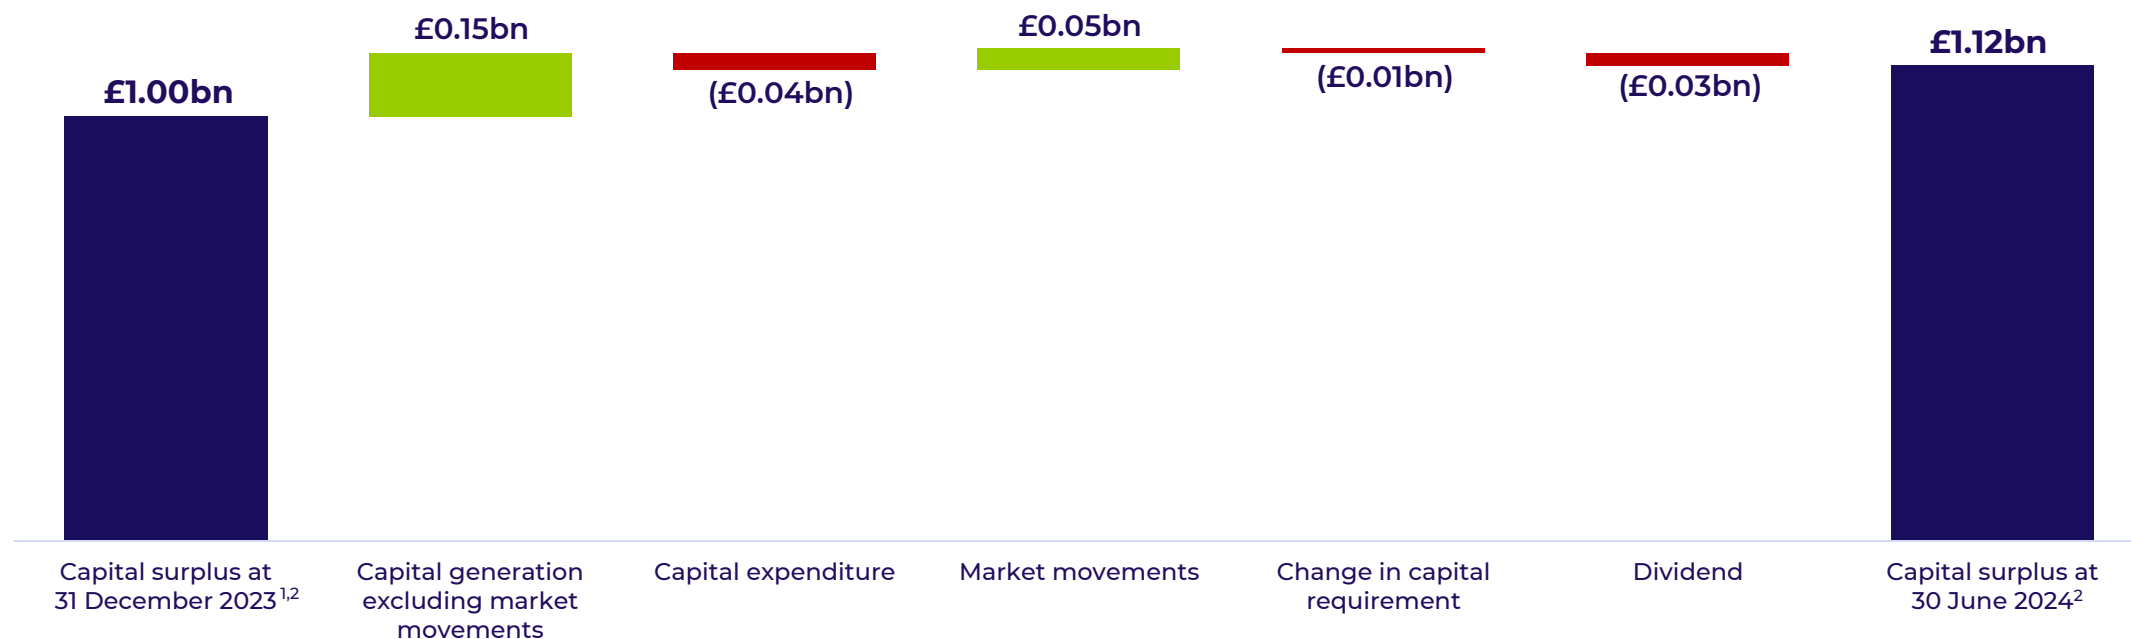 £1.00bn
£0.15bn
(£0.04bn)
£0.05bn
(£0.01bn)
(£0.03bn)
£1.12bn
Capital surplus at
31 December 2023 1,2
Capital generation
excluding market
movements
Capital expenditure
Market movements
Change in capital
requirement
Dividend
Capital surplus at
30 June 20242